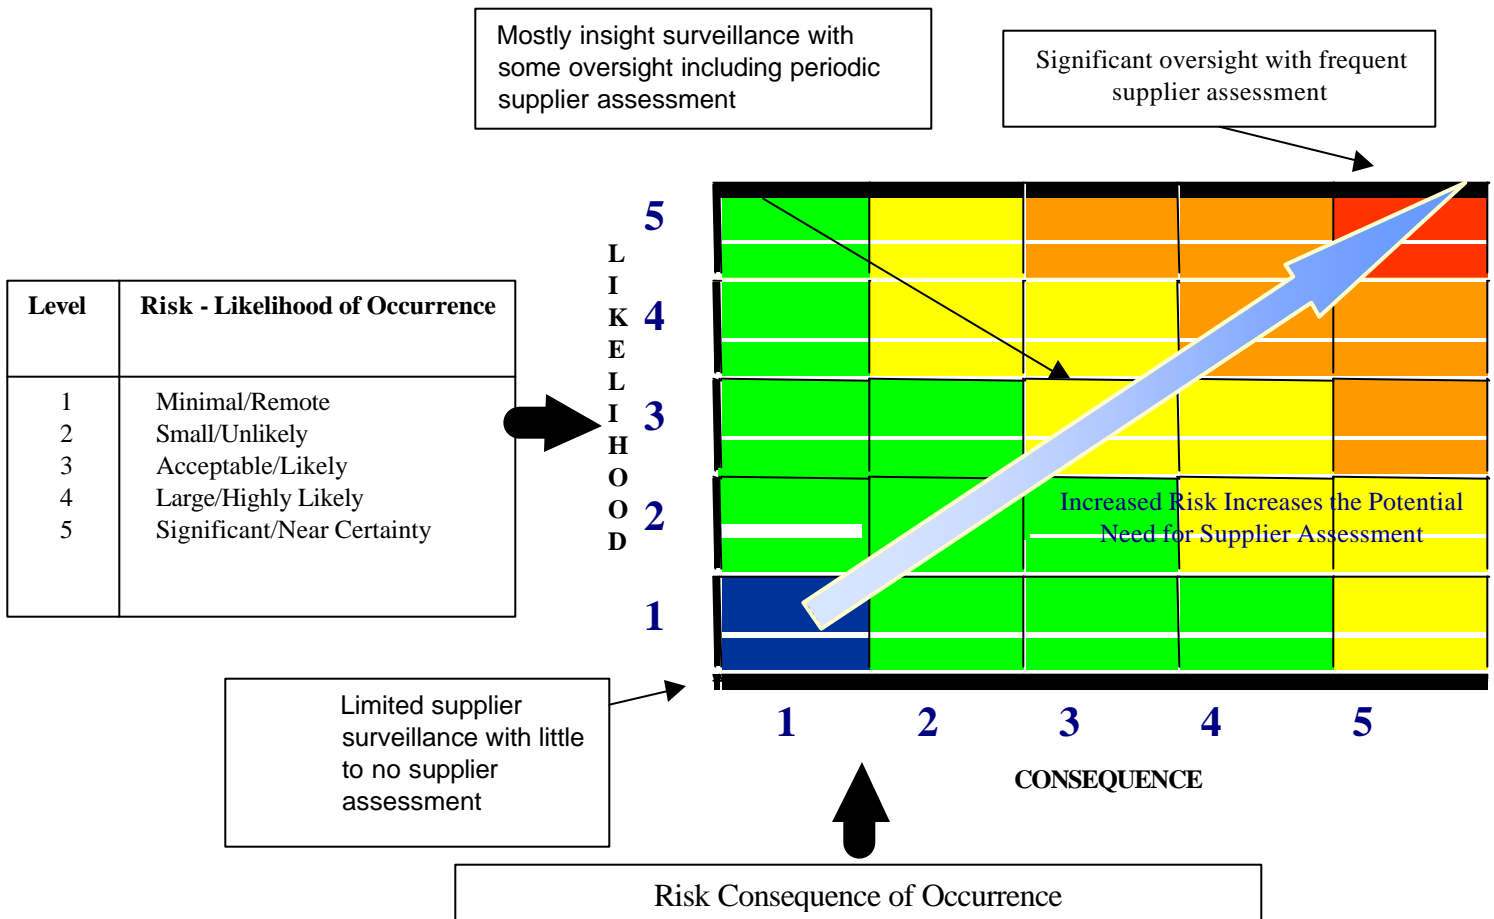 Mostly insight surveillance with
some oversight including periodic
supplier assessment
Significant oversight with frequent
supplier assessment
Level Risk - Likelihood of Occurrence
1 Minimal/Remote
2 Small/Unlikely
3 Acceptable/Likely
4 Large/Highly Likely
5 Significant/Near Certainty
LIKELIHOOD
5
4
3
2
1
Increased Risk Increases the Potential
Need for Supplier Assessment
1 2 3 4 5
CONSEQUENCE
Limited supplier
surveillance with little
to no supplier
assessment
Risk Consequence of Occurrence